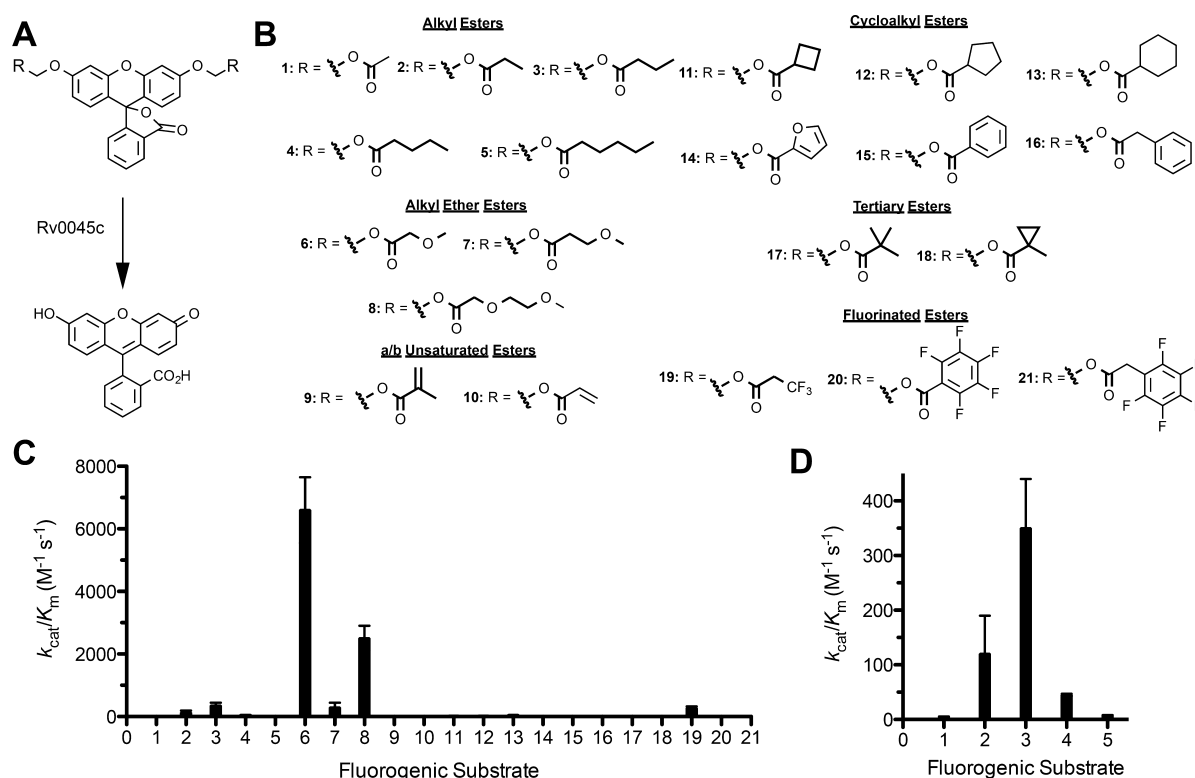 A
RO
O
OR
O
O
Rv0045c
HO
O
O
CO₂H
B
Alkyl Esters
Cycloalkyl Esters
1: R = O O
2: R = O O
3: R = O O
11: R = O O
12: R = O O
13: R = O O
4: R = O O
5: R = O O
14: R = O O O
15: R = O O
16: R = O O
Alkyl Ether Esters
Tertiary Esters
6: R = O O O
7: R = O O O
17: R = O O
18: R = O O
8: R = O O O O
a/b Unsaturated Esters
Fluorinated Esters
9: R = O O
10: R = O O
19: R = O O CF₃
20: R = O O F F F F F
21: R = O O F F F
C
kcat/Km (M⁻¹ s⁻¹)
8000
6000
4000
2000
0
0 1 2 3 4 5 6 7 8 9 10 11 12 13 14 15 16 17 18 19 20 21
Fluorogenic Substrate
D
kcat/Km (M⁻¹ s⁻¹)
400
300
200
100
0
0 1 2 3 4 5
Fluorogenic Substrate